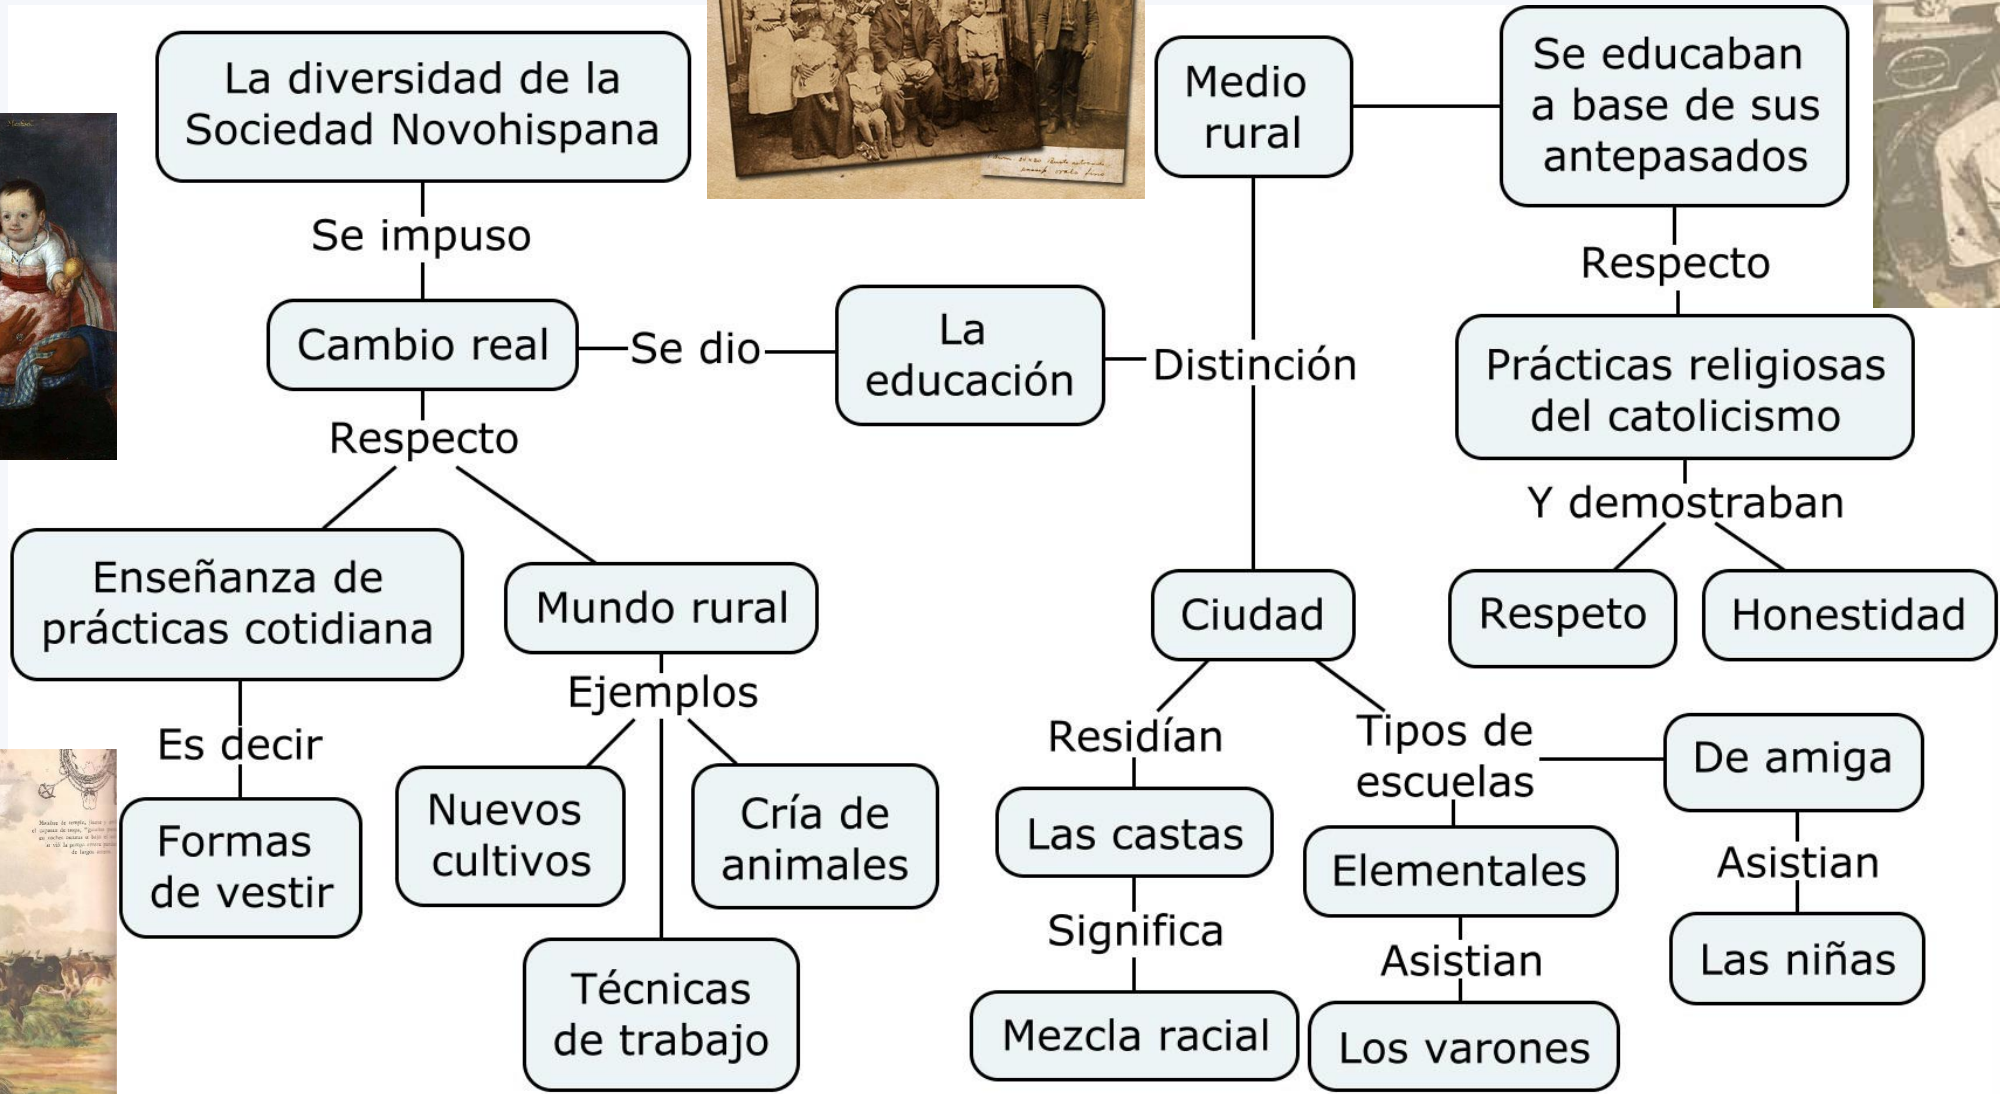 La diversidad de la
Sociedad Novohispana
Se impuso
Cambio real
Se dio
La
educación
Distinción
Medio
rural
Se educaban
a base de sus
antepasados
Respecto
Prácticas religiosas
del catolicismo
Y demostraban
Respeto
Honestidad
Respecto
Enseñanza de
prácticas cotidiana
Es decir
Formas
de vestir
Mundo rural
Ejemplos
Nuevos
cultivos
Técnicas
de trabajo
Cría de
animales
Ciudad
Residían
Las castas
Significa
Mezcla racial
Tipos de
escuelas
Elementales
Asistian
Los varones
De amiga
Asistian
Las niñas